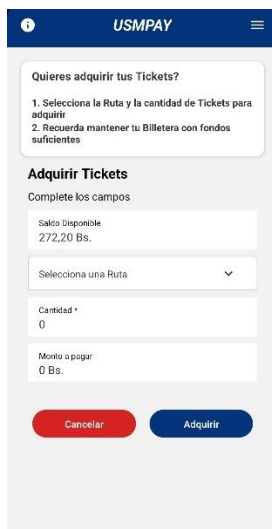 USMPAY
Quieres adquirir tus Tickets?
1. Selecciona la Ruta y la cantidad de Tickets para
adquirir
2. Recuerda mantener tu Billetera con fondos
suficientes
Adquirir Tickets
Complete los campos
Saldo Disponible
272,20 Bs.
Selecciona una Ruta
Cantidad *
0
Monto a pagar
0 Bs.
Cancelar
Adquirir